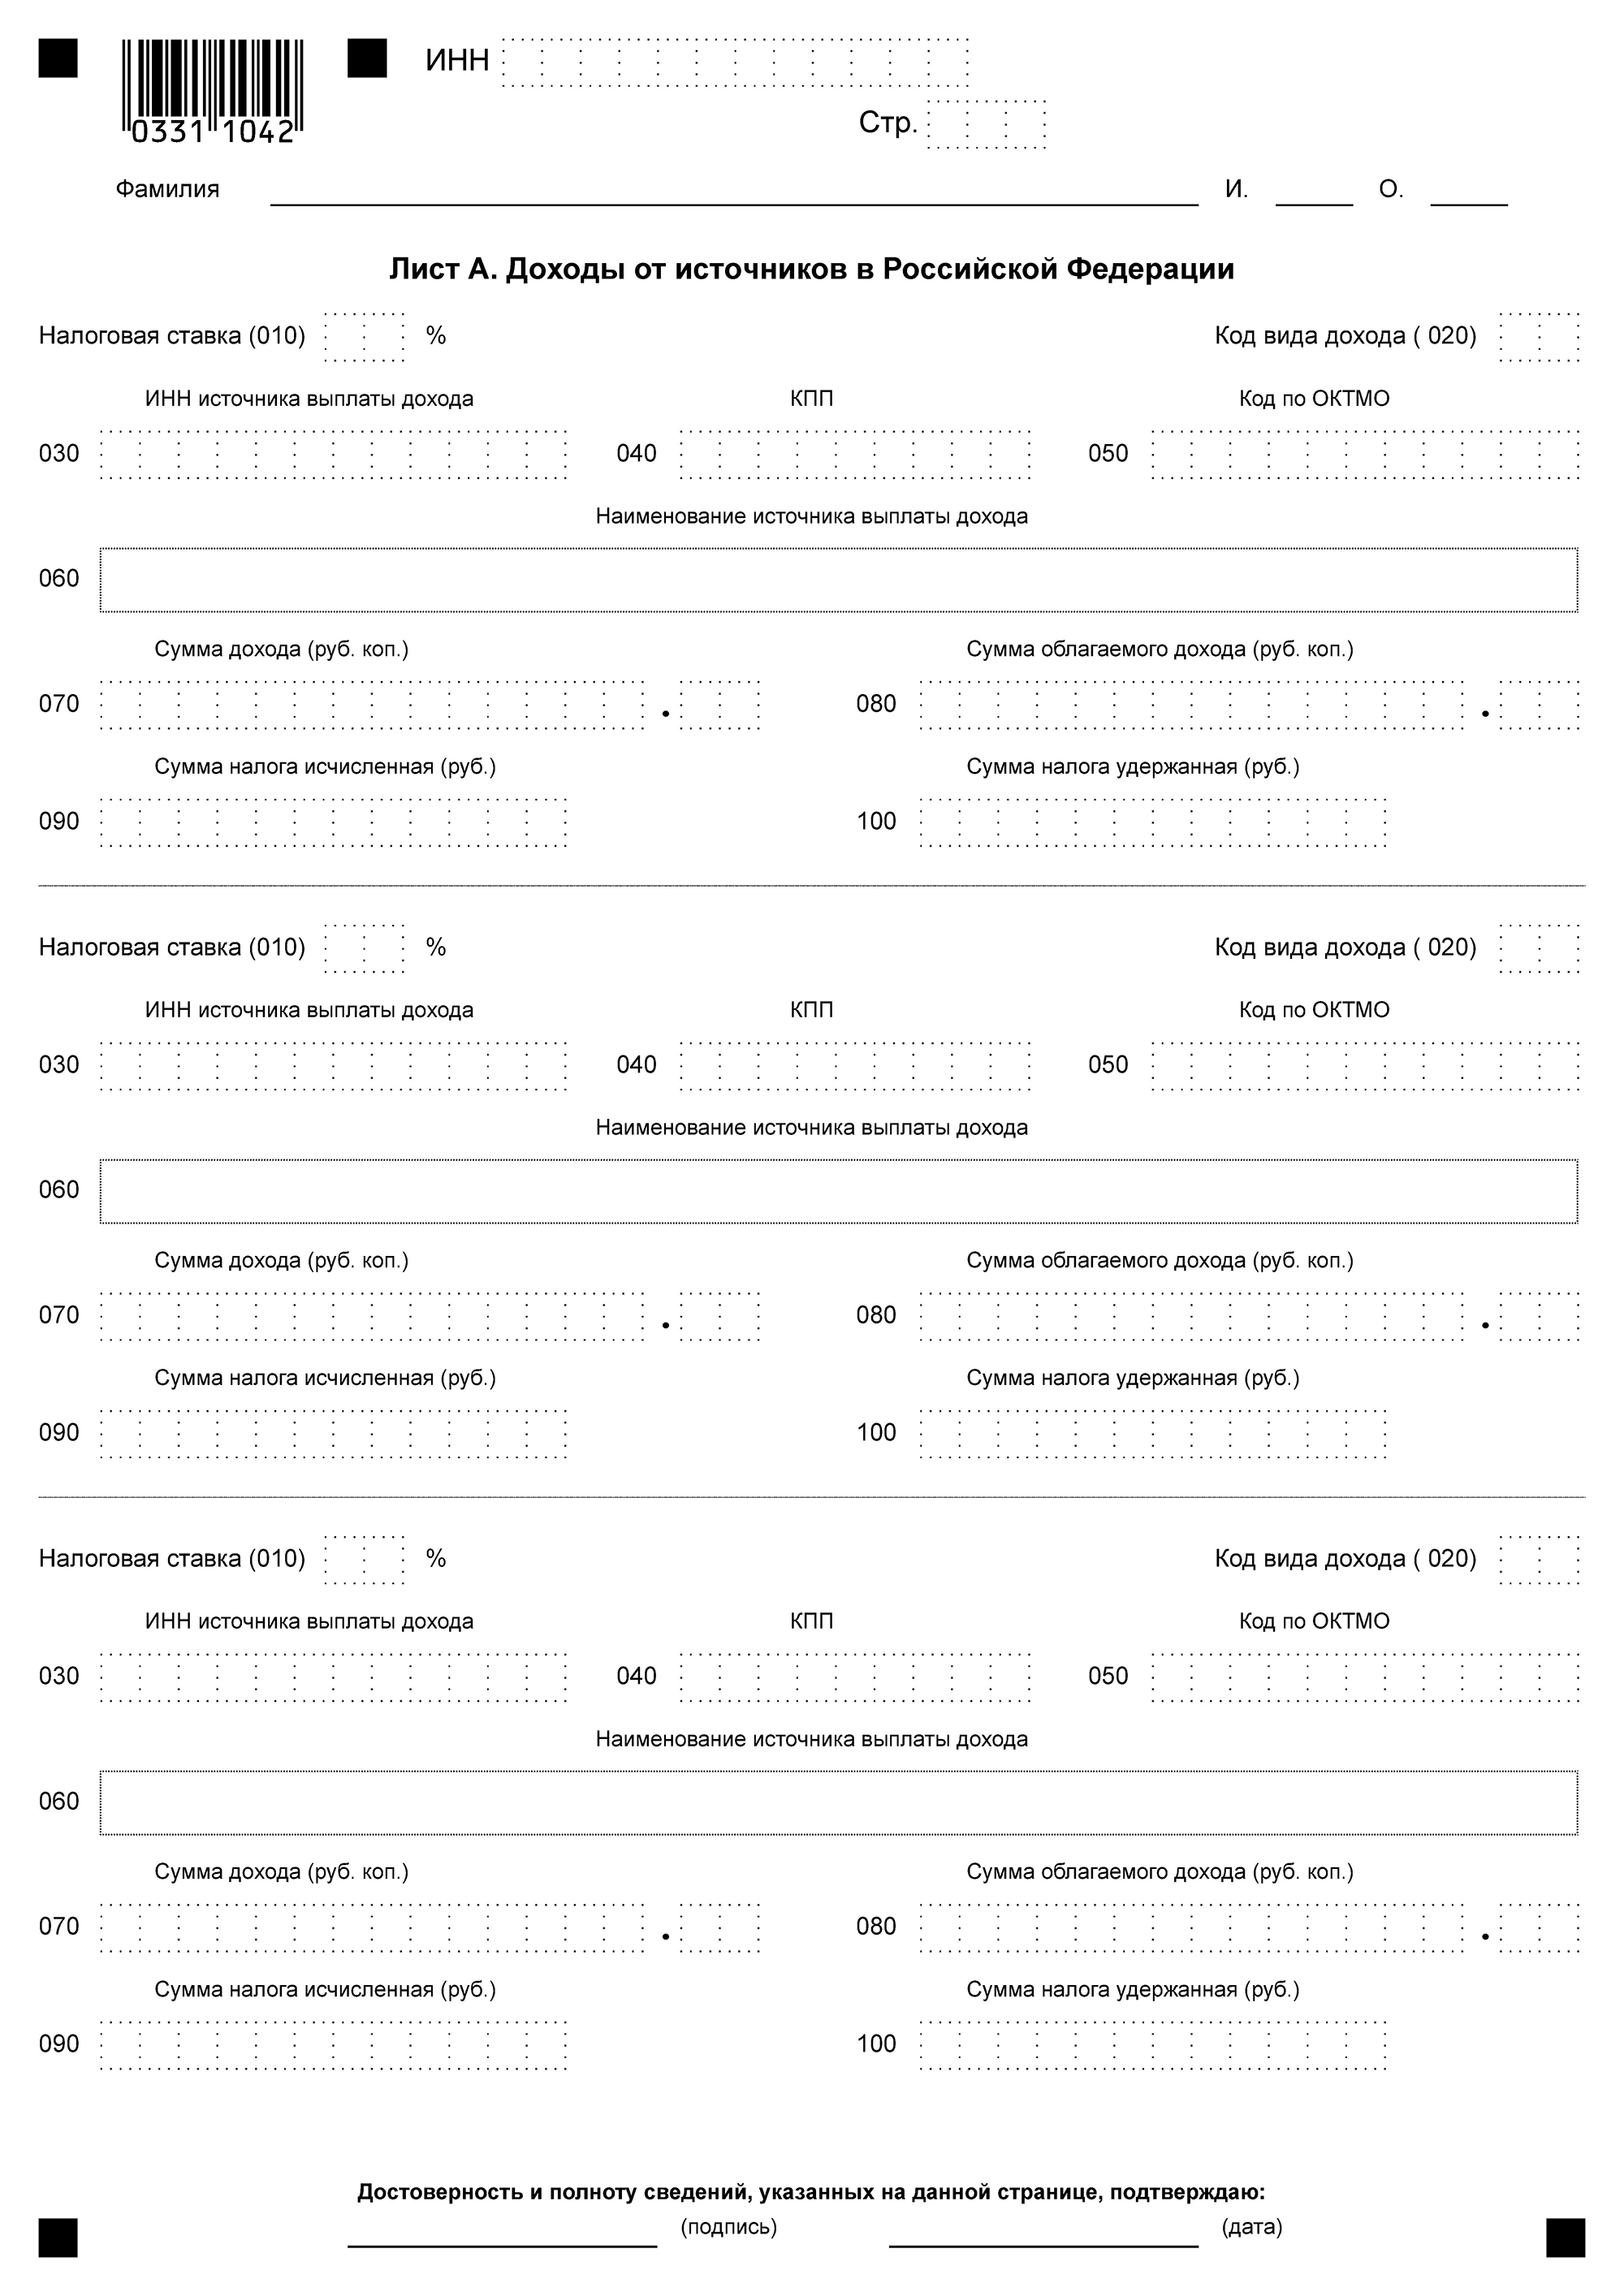 ИНН
0331 1042
Стр.
Фамилия И. О.
Лист А. Доходы от источников в Российской Федерации
Налоговая ставка (010) % Код вида дохода ( 020)
ИНН источника выплаты дохода КПП Код по ОКТМО
030 040 050
Наименование источника выплаты дохода
060
Сумма дохода (руб. коп.) Сумма облагаемого дохода (руб. коп.)
070 . 080 .
Сумма налога исчисленная (руб.) Сумма налога удержанная (руб.)
090 100
Налоговая ставка (010) % Код вида дохода ( 020)
ИНН источника выплаты дохода КПП Код по ОКТМО
030 040 050
Наименование источника выплаты дохода
060
Сумма дохода (руб. коп.) Сумма облагаемого дохода (руб. коп.)
070 . 080 .
Сумма налога исчисленная (руб.) Сумма налога удержанная (руб.)
090 100
Налоговая ставка (010) % Код вида дохода ( 020)
ИНН источника выплаты дохода КПП Код по ОКТМО
030 040 050
Наименование источника выплаты дохода
060
Сумма дохода (руб. коп.) Сумма облагаемого дохода (руб. коп.)
070 . 080 .
Сумма налога исчисленная (руб.) Сумма налога удержанная (руб.)
090 100
Достоверность и полноту сведений, указанных на данной странице, подтверждаю:
(подпись) (дата)